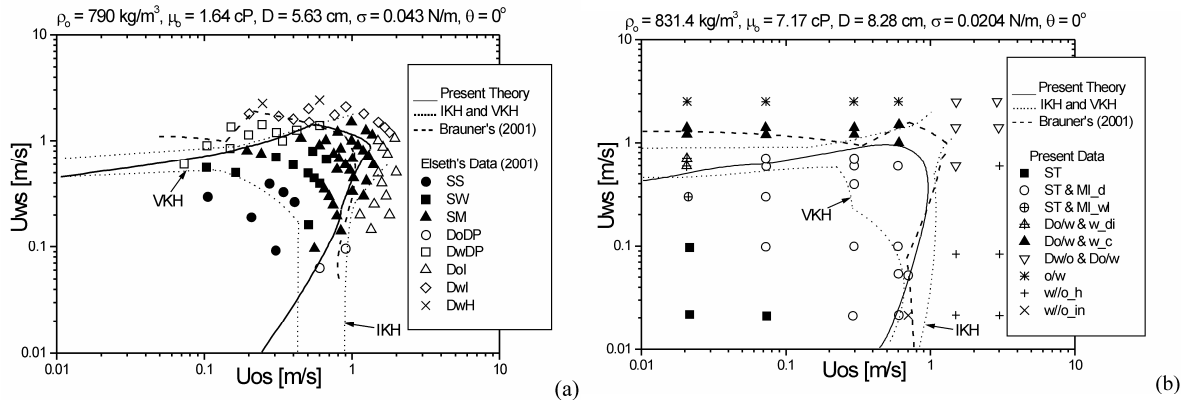 ρo = 790 kg/m³, μo = 1.64 cP, D = 5.63 cm, σ = 0.043 N/m, θ = 0°
10
1
0.1
0.01
Uws [m/s]
0.01
0.1
1
10
Uos [m/s]
VKH
IKH
Present Theory
IKH and VKH
Brauner's (2001)
Elseth's Data (2001)
SS
SW
SM
DoDP
DwDP
DoI
DwI
DwH
(a)
ρo = 831.4 kg/m³, μo = 7.17 cP, D = 8.28 cm, σ = 0.0204 N/m, θ = 0°
10
1
0.1
0.01
Uws [m/s]
0.01
0.1
1
10
Uos [m/s]
VKH
IKH
Present Theory
IKH and VKH
Brauner's (2001)
Present Data
ST
ST & MI_d
ST & MI_wl
Do/w & w_di
Do/w & w_c
Dw/o & Do/w
o/w
w//o_h
w//o_in
(b)